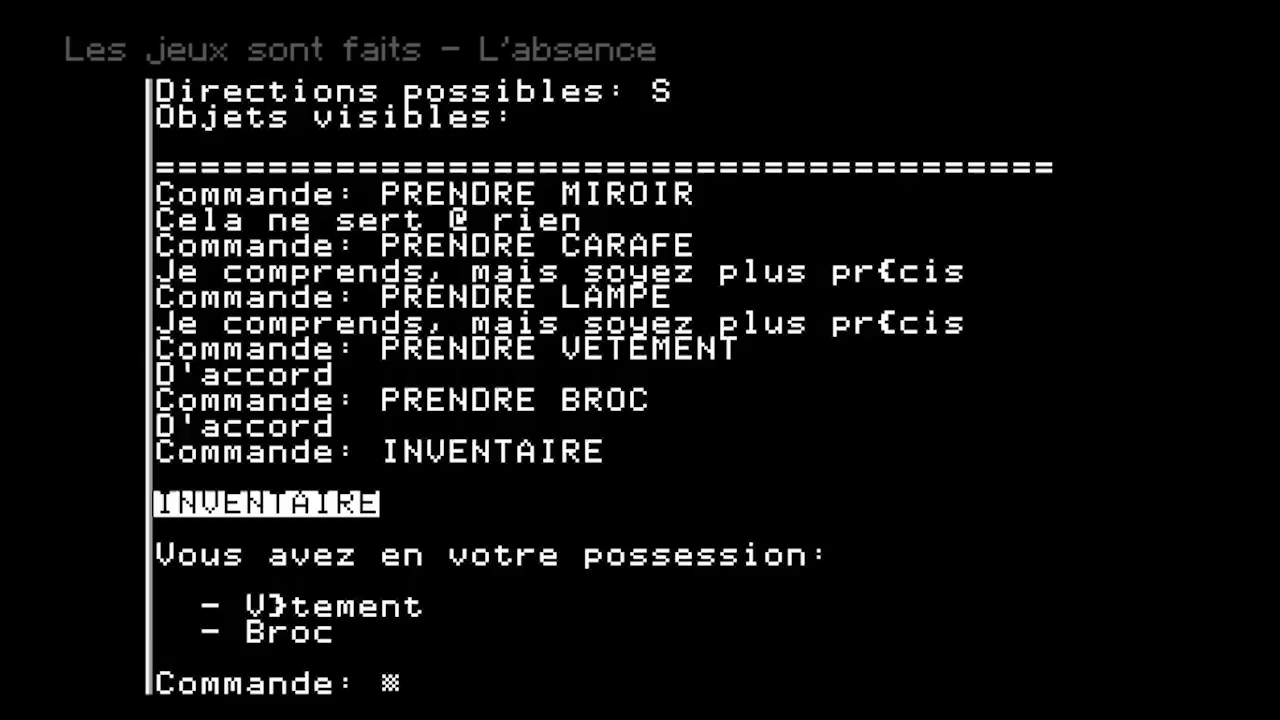 Les jeux sont faits - L'absence
Directions possibles: S
Objets visibles:
========================================
Commande: PRENDRE MIROIR
Cela ne sert @ rien
Commande: PRENDRE CARAFE
Je comprends, mais soyez plus pr{cis
Commande: PRENDRE LAMPE
Je comprends, mais soyez plus pr{cis
Commande: PRENDRE VETEMENT
D'accord
Commande: PRENDRE BROC
D'accord
Commande: INVENTAIRE
INVENTAIRE
Vous avez en votre possession:
- V}tement
- Broc
Commande: